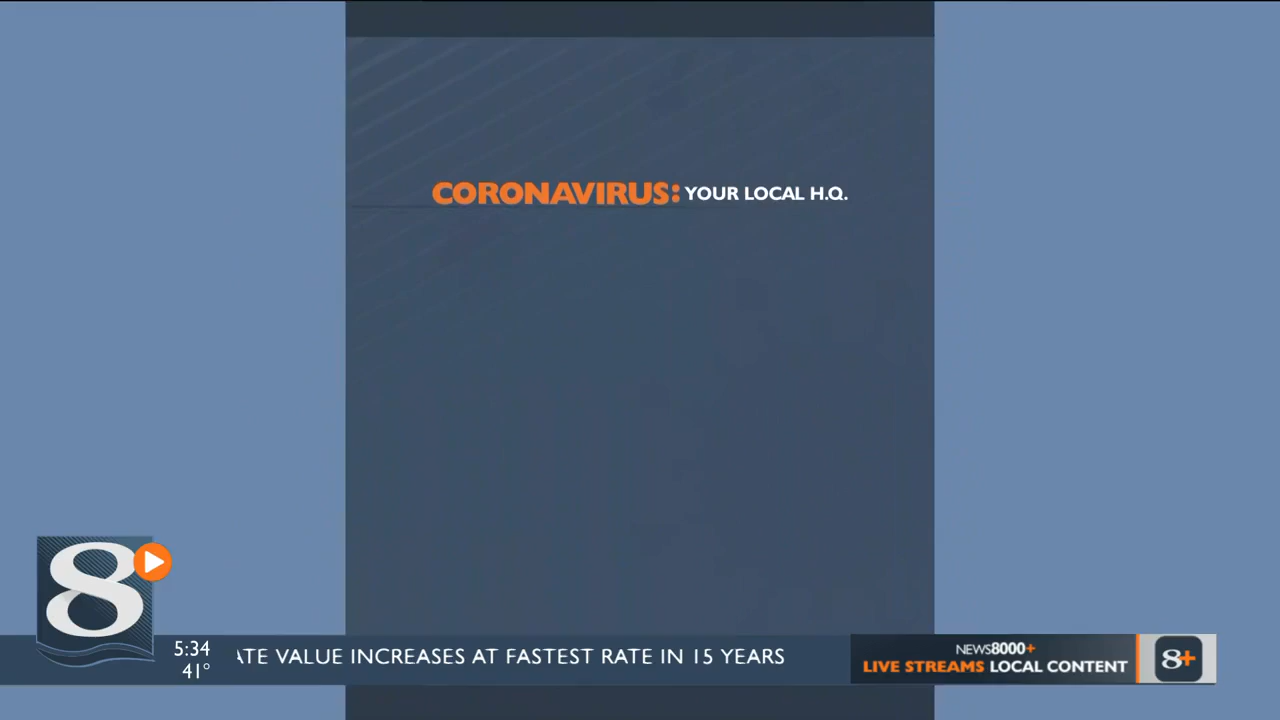 CORONAVIRUS: YOUR LOCAL H.Q.
8
5:34
41°
ATE VALUE INCREASES AT FASTEST RATE IN 15 YEARS
NEWS8000+
LIVE STREAMS LOCAL CONTENT
8+